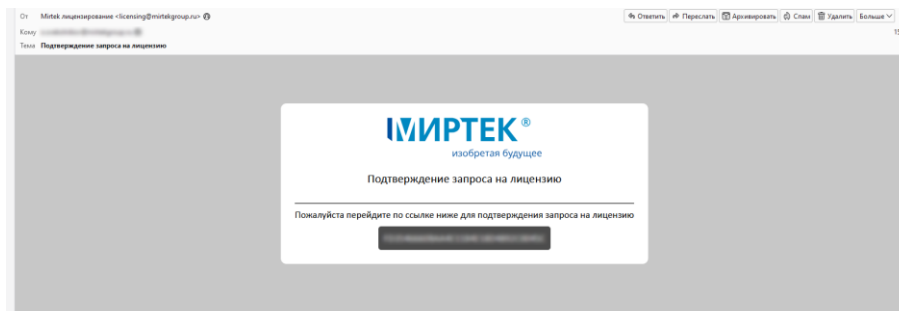 От Mirtek лицензирование <licensing@mirtekgroup.ru>
Ответить Переслать Архивировать Спам Удалить Больше
Кому
Тема Подтверждение запроса на лицензию
МИРТЕК®
изобретая будущее
Подтверждение запроса на лицензию
Пожалуйста перейдите по ссылке ниже для подтверждения запроса на лицензию